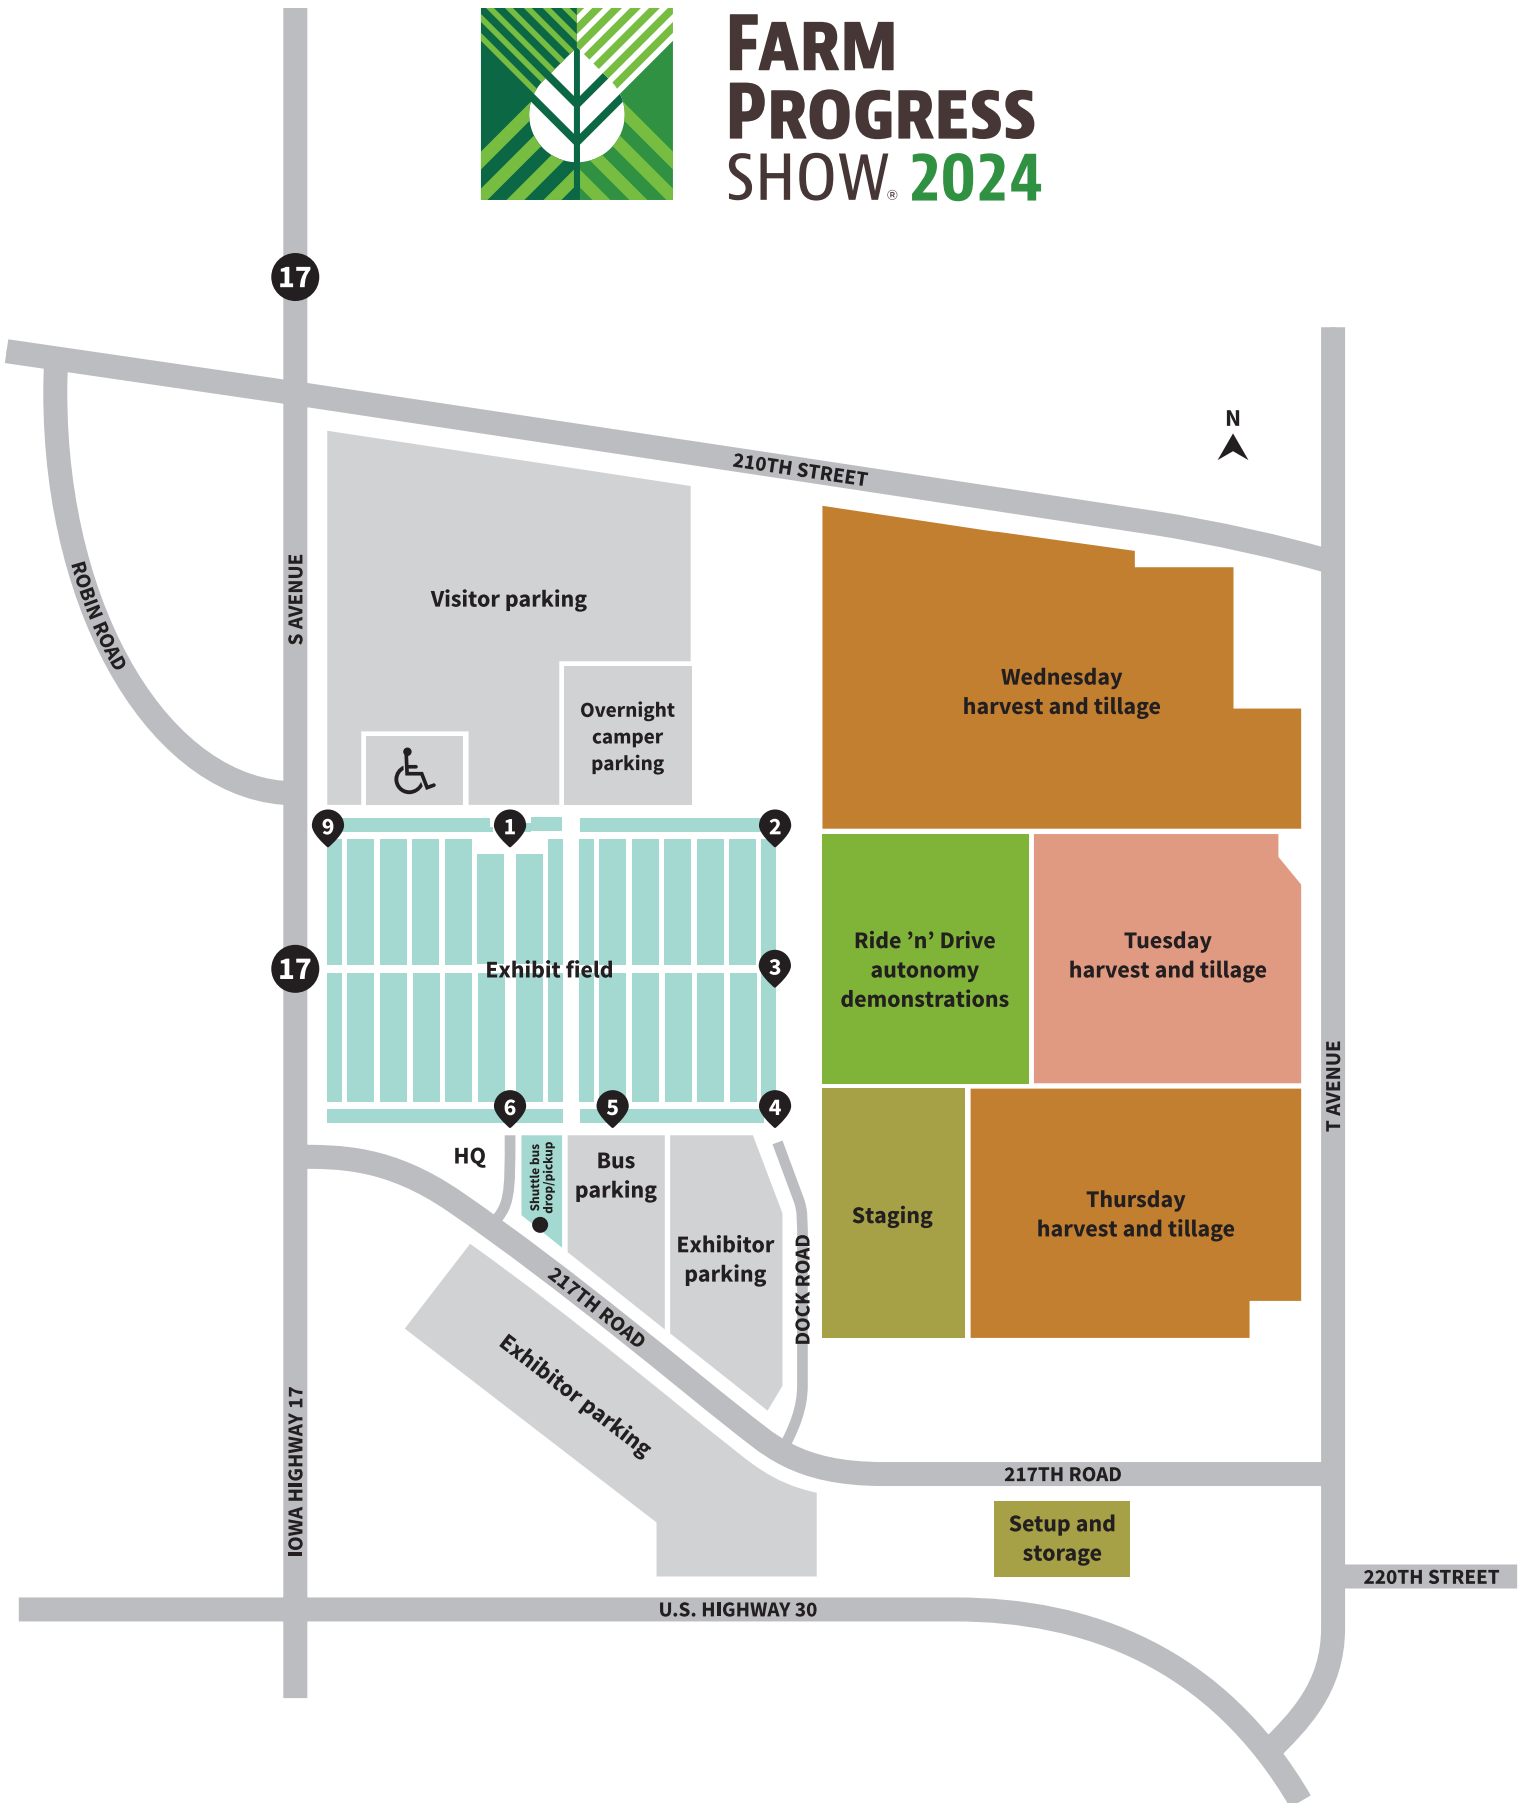 FARM
PROGRESS
SHOW® 2024
17
N
210TH STREET
S AVENUE
ROBIN ROAD
Visitor parking
Wednesday
harvest and tillage
Overnight
camper
parking
9
1
2
Ride ’n’ Drive
autonomy
demonstrations
Tuesday
harvest and tillage
17
Exhibit field
3
T AVENUE
6
5
4
HQ
Shuttle bus
drop/pickup
Bus
parking
Staging
Thursday
harvest and tillage
Exhibitor
parking
DOCK ROAD
217TH ROAD
Exhibitor parking
IOWA HIGHWAY 17
217TH ROAD
Setup and
storage
220TH STREET
U.S. HIGHWAY 30